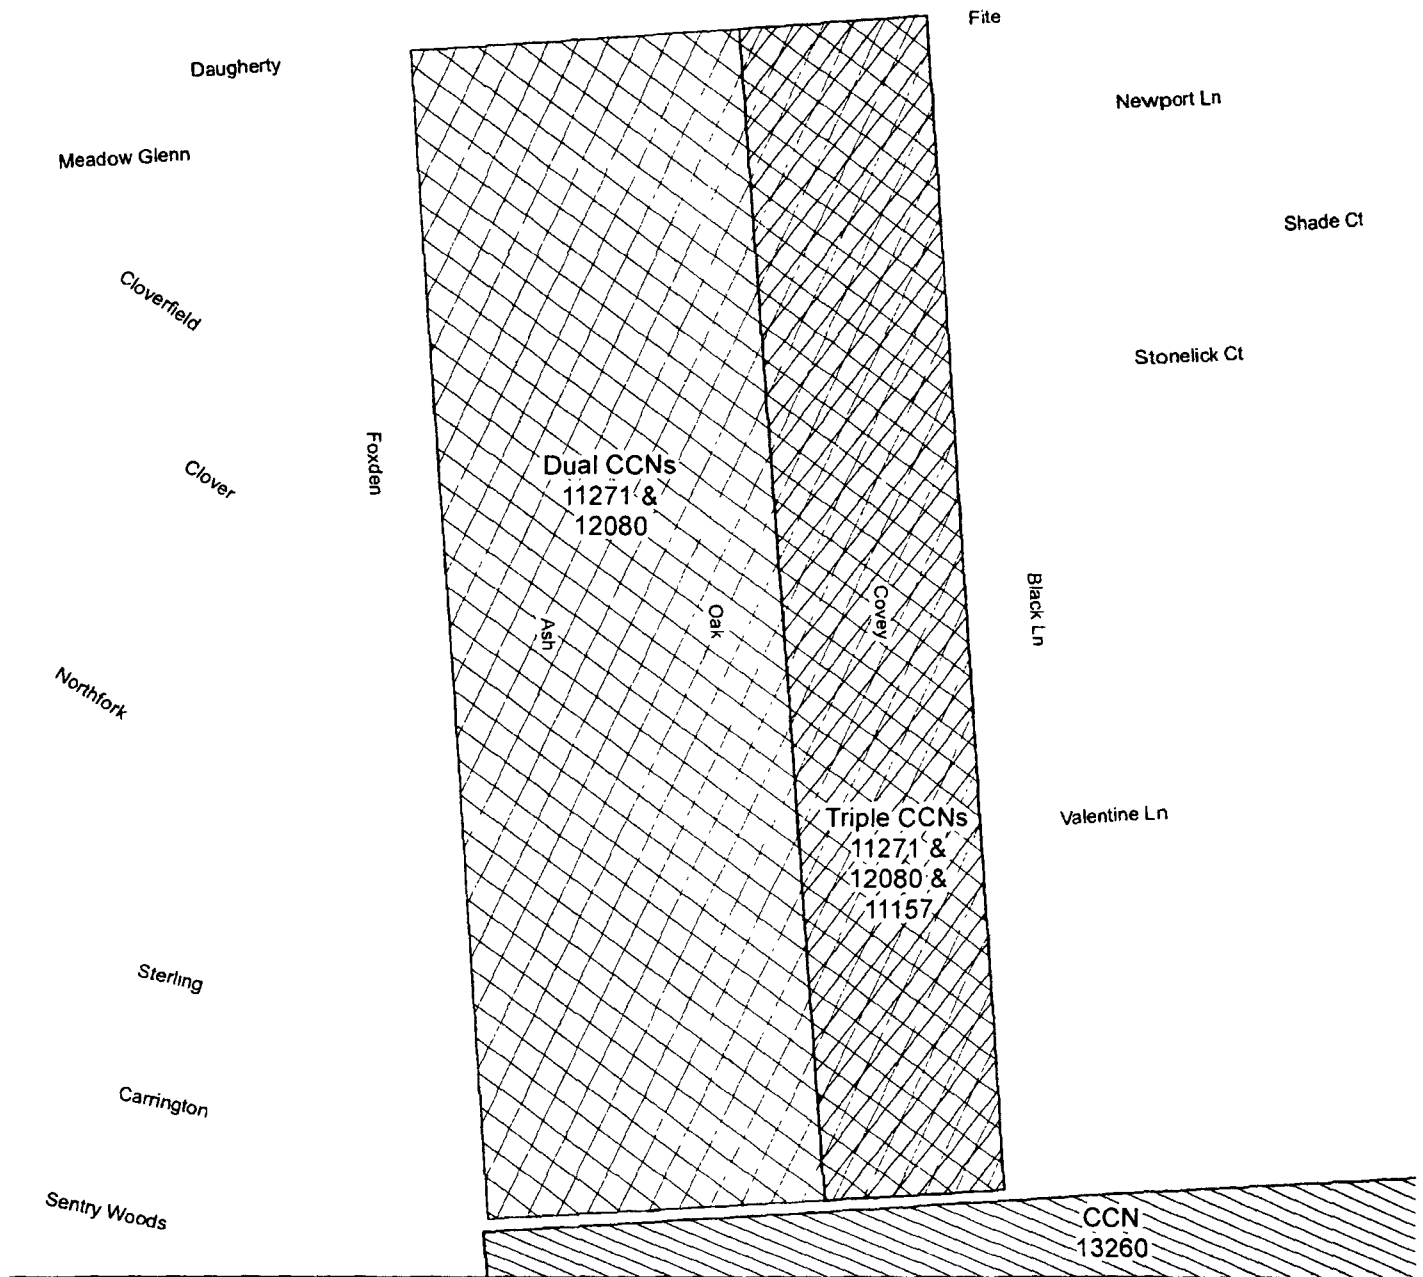 Fite
Daugherty
Newport Ln
Meadow Glenn
Shade Ct
Cloverfield
Stonelick Ct
Foxden
Clover
Dual CCNs
11271 &
12080
Ash
Oak
Covey
Black Ln
Northfork
Triple CCNs
11271 &
12080 &
11157
Valentine Ln
Sterling
Carrington
Sentry Woods
CCN
13260